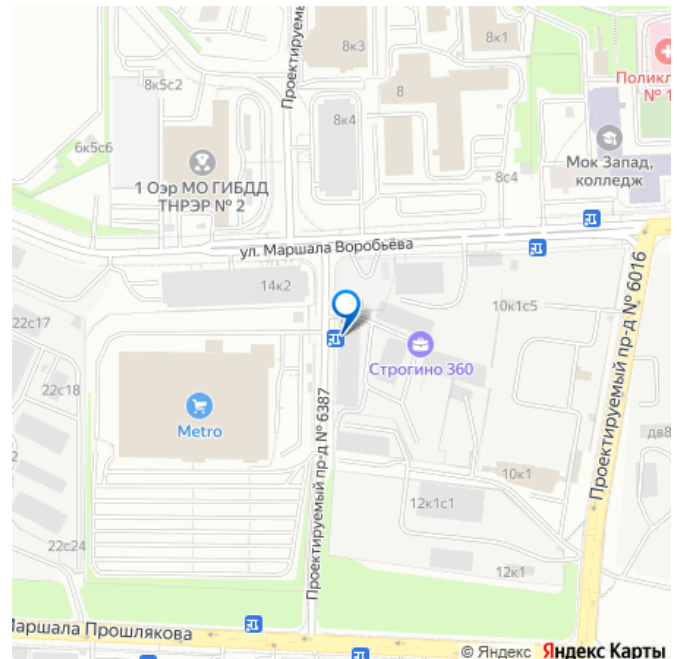 Проектируемы
8к3
8к1
8к5с2
8
Поликл
№ 1
8к4
6к5с6
1 Оэр МО ГИБДД
ТНРЭР № 2
Мок Запад,
колледж
8с4
ул. Маршала Воробьёва
14к2
10к1с5
22с17
Строгино 360
22с18
Metro
Проектируемый пр-д № 6387
Проектируемый пр-д № 6016
дв8
2
10к1
12к1с1
22с24
12к1
Маршала Прошлякова
© Яндекс Яндекс Карты